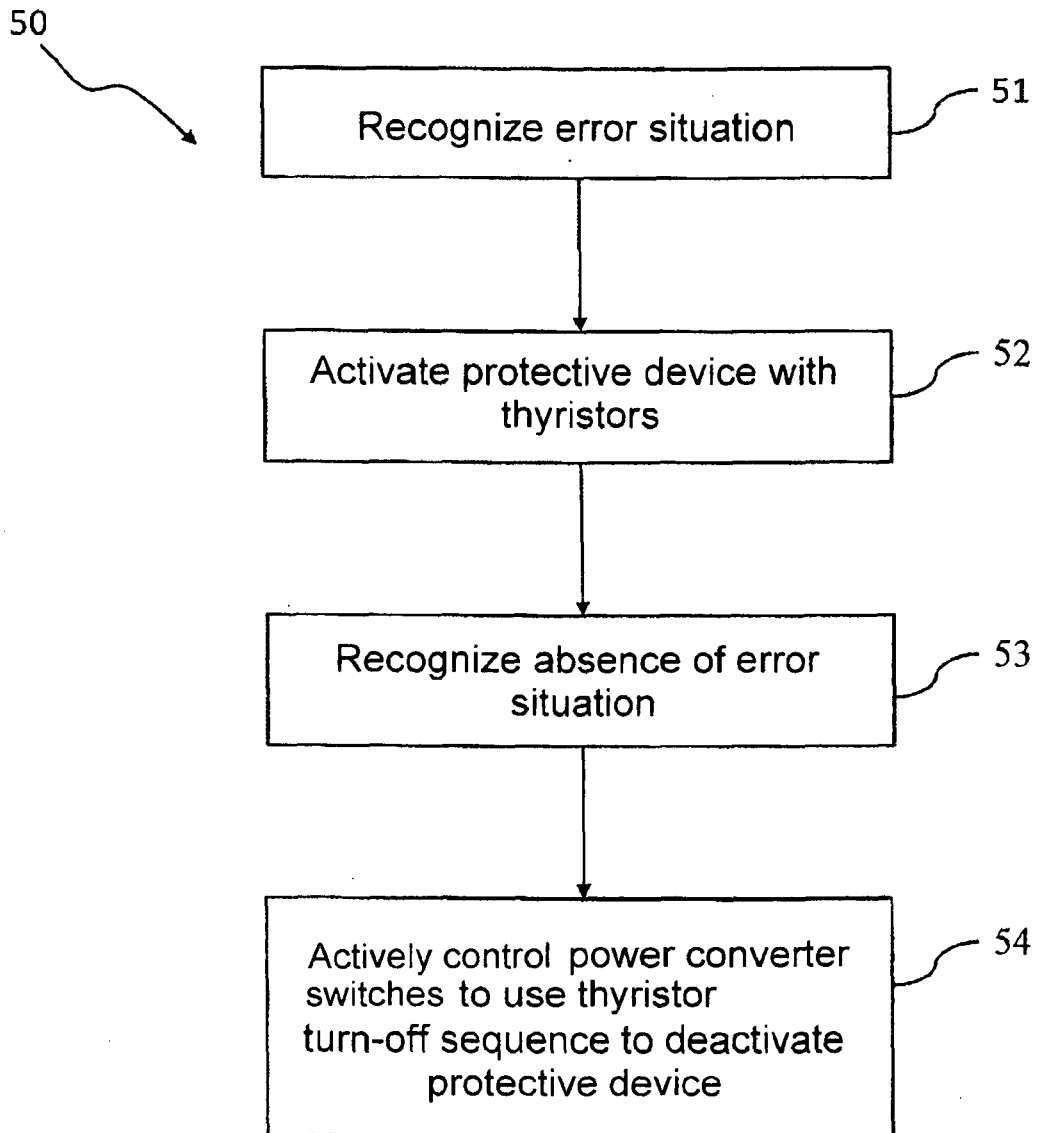 50
51
Recognize error situation
52
Activate protective device with
thyristors
53
Recognize absence of error
situation
54
Actively control power converter
switches to use thyristor
turn-off sequence to deactivate
protective device